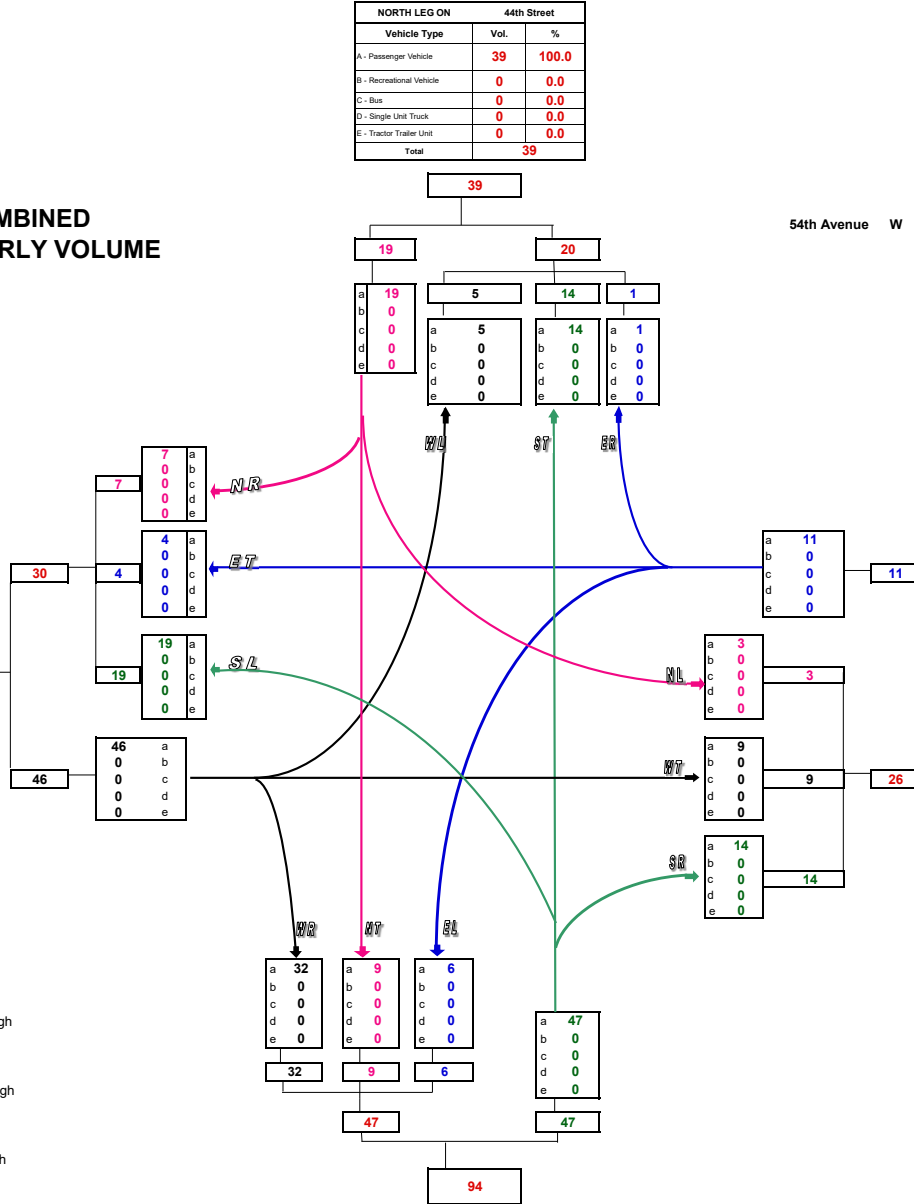 NORTH LEG ON 44th Street
Vehicle Type Vol. %
A - Passenger Vehicle 39 100.0
B - Recreational Vehicle 0 0.0
C - Bus 0 0.0
D - Single Unit Truck 0 0.0
E - Tractor Trailer Unit 0 0.0
Total 39
39
MBINED
RLY VOLUME
54th Avenue W
19 20
5 14 1
a 19
b 0
c 0
d 0
e 0
a 5
b 0
c 0
d 0
e 0
a 14
b 0
c 0
d 0
e 0
a 1
b 0
c 0
d 0
e 0
WL ST ER
7 a
0 b
0 c
0 d
0 e
7
NR
4 a
0 b
0 c
0 d
0 e
30
4
ET
a 11
b 0
c 0
d 0
e 0
11
19 a
0 b
0 c
0 d
0 e
19
SL
a 3
b 0
c 0
d 0
e 0
NL
3
46
46 a
0 b
0 c
0 d
0 e
WT
a 9
b 0
c 0
d 0
e 0
9
26
SR
a 14
b 0
c 0
d 0
e 0
14
WR NT EL
a 32
b 0
c 0
d 0
e 0
a 9
b 0
c 0
d 0
e 0
a 6
b 0
c 0
d 0
e 0
a 47
b 0
c 0
d 0
e 0
gh
32 9 6
gh
47 47
h
94